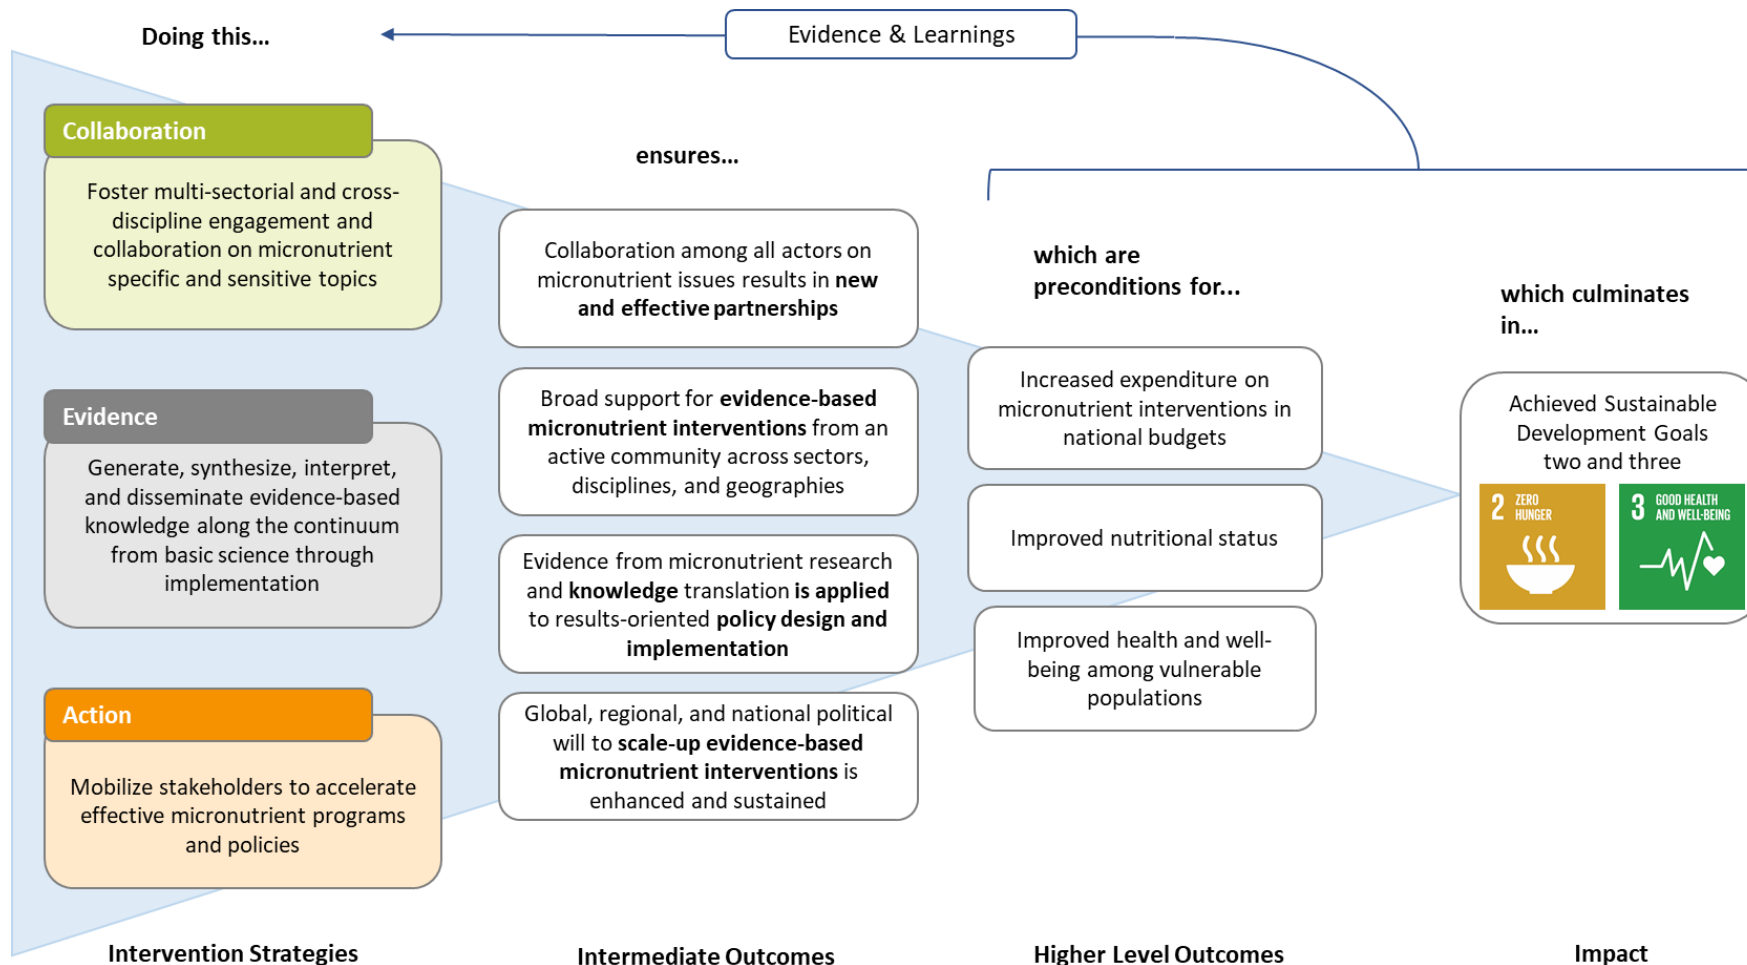 Doing this...
Evidence & Learnings
Collaboration
Foster multi-sectorial and cross-
discipline engagement and
collaboration on micronutrient
specific and sensitive topics
Evidence
Generate, synthesize, interpret,
and disseminate evidence-based
knowledge along the continuum
from basic science through
implementation
Action
Mobilize stakeholders to accelerate
effective micronutrient programs
and policies
Intervention Strategies
ensures...
Collaboration among all actors on
micronutrient issues results in new
and effective partnerships
Broad support for evidence-based
micronutrient interventions from an
active community across sectors,
disciplines, and geographies
Evidence from micronutrient research
and knowledge translation is applied
to results-oriented policy design and
implementation
Global, regional, and national political
will to scale-up evidence-based
micronutrient interventions is
enhanced and sustained
Intermediate Outcomes
which are
preconditions for...
Increased expenditure on
micronutrient interventions in
national budgets
Improved nutritional status
Improved health and well-
being among vulnerable
populations
Higher Level Outcomes
which culminates
in...
Achieved Sustainable
Development Goals
two and three
2 ZERO
HUNGER
3 GOOD HEALTH
AND WELL-BEING
Impact